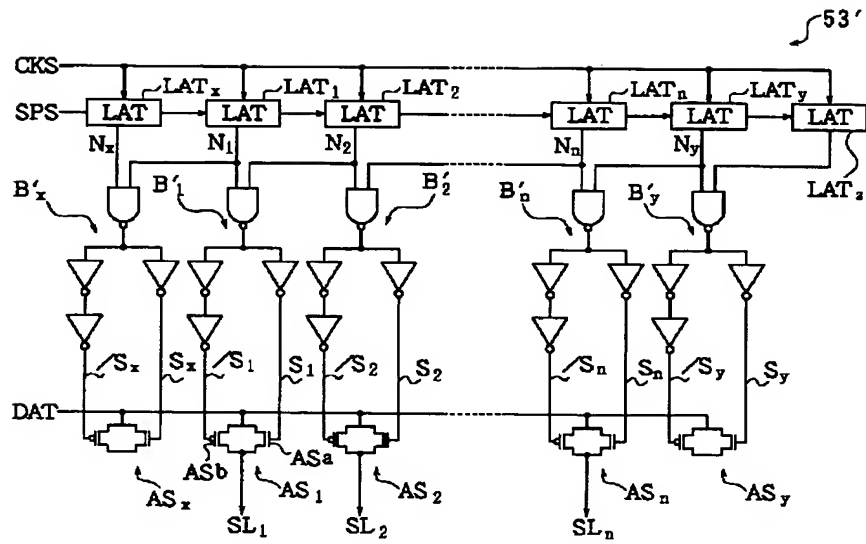 53'
CKS
LATx LAT1 LAT2 LATn LATy
SPS LAT LAT LAT LAT LAT LAT
Nx N1 N2 Nn Ny
LATz
B'x B'1 B'2 B'n B'y
/Sx Sx /S1 S1 /S2 S2 /Sn Sn /Sy Sy
DAT
ASb ASa
ASx AS1 AS2 ASn ASy
SL1 SL2 SLn